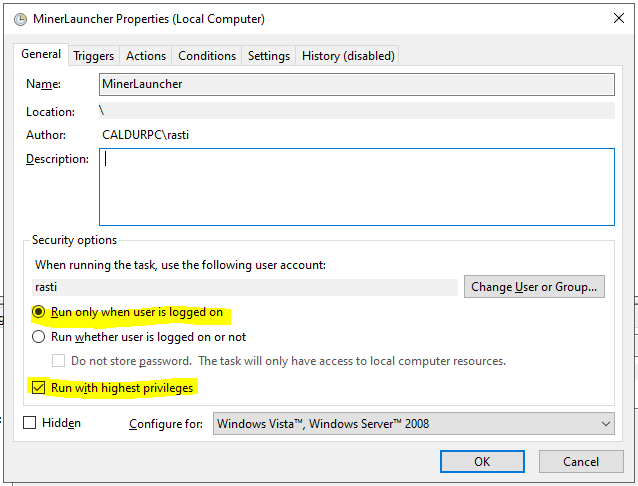 MinerLauncher Properties (Local Computer)
General Triggers Actions Conditions Settings History (disabled)
Name: MinerLauncher
Location: \
Author: CALDURPC\rasti
Description:
Security options
When running the task, use the following user account:
rasti Change User or Group...
Run only when user is logged on
Run whether user is logged on or not
Do not store password. The task will only have access to local computer resources.
Run with highest privileges
Hidden Configure for: Windows Vista™, Windows Server™ 2008
OK Cancel